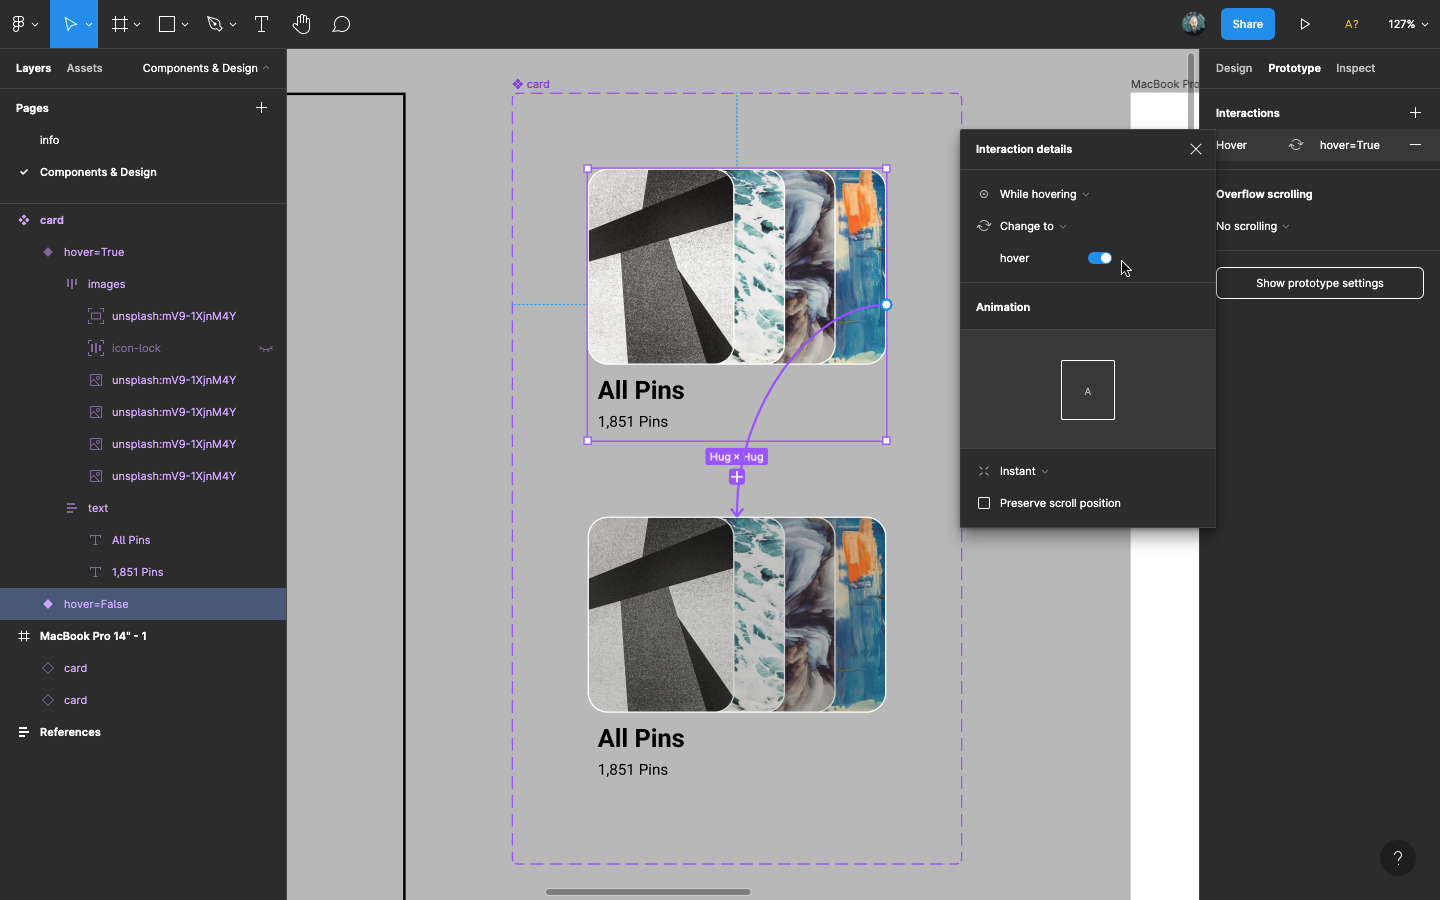 Share
A?
127%
Layers
Assets
Components & Design
Pages
info
Components & Design
card
hover=True
images
unsplash:mV9-1XjnM4Y
icon-lock
unsplash:mV9-1XjnM4Y
unsplash:mV9-1XjnM4Y
unsplash:mV9-1XjnM4Y
unsplash:mV9-1XjnM4Y
text
All Pins
1,851 Pins
hover=False
MacBook Pro 14" - 1
card
card
References
card
All Pins
1,851 Pins
Hug × Hug
All Pins
1,851 Pins
MacBook Pro
Interaction details
While hovering
Change to
hover
Animation
A
Instant
Preserve scroll position
Design
Prototype
Inspect
Interactions
Hover
hover=True
Overflow scrolling
No scrolling
Show prototype settings
?